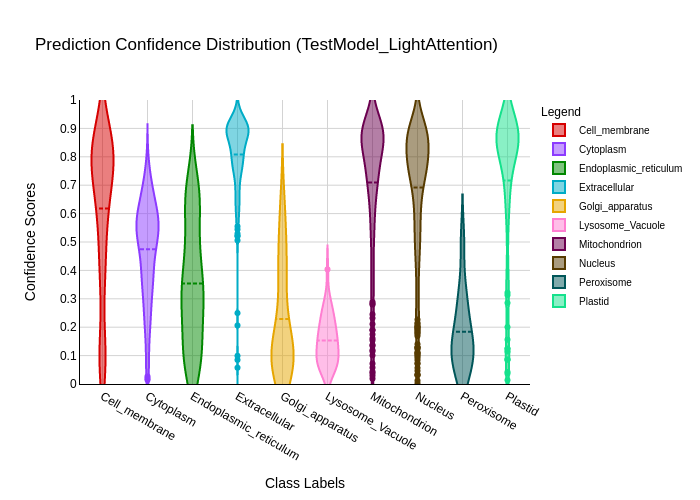 Prediction Confidence Distribution (TestModel_LightAttention)
Legend
Cell_membrane
Cytoplasm
Endoplasmic_reticulum
Extracellular
Golgi_apparatus
Lysosome_Vacuole
Mitochondrion
Nucleus
Peroxisome
Plastid
Confidence Scores
1
0.9
0.8
0.7
0.6
0.5
0.4
0.3
0.2
0.1
0
Cell_membrane
Cytoplasm
Endoplasmic_reticulum
Extracellular
Golgi_apparatus
Lysosome_Vacuole
Mitochondrion
Nucleus
Peroxisome
Plastid
Class Labels